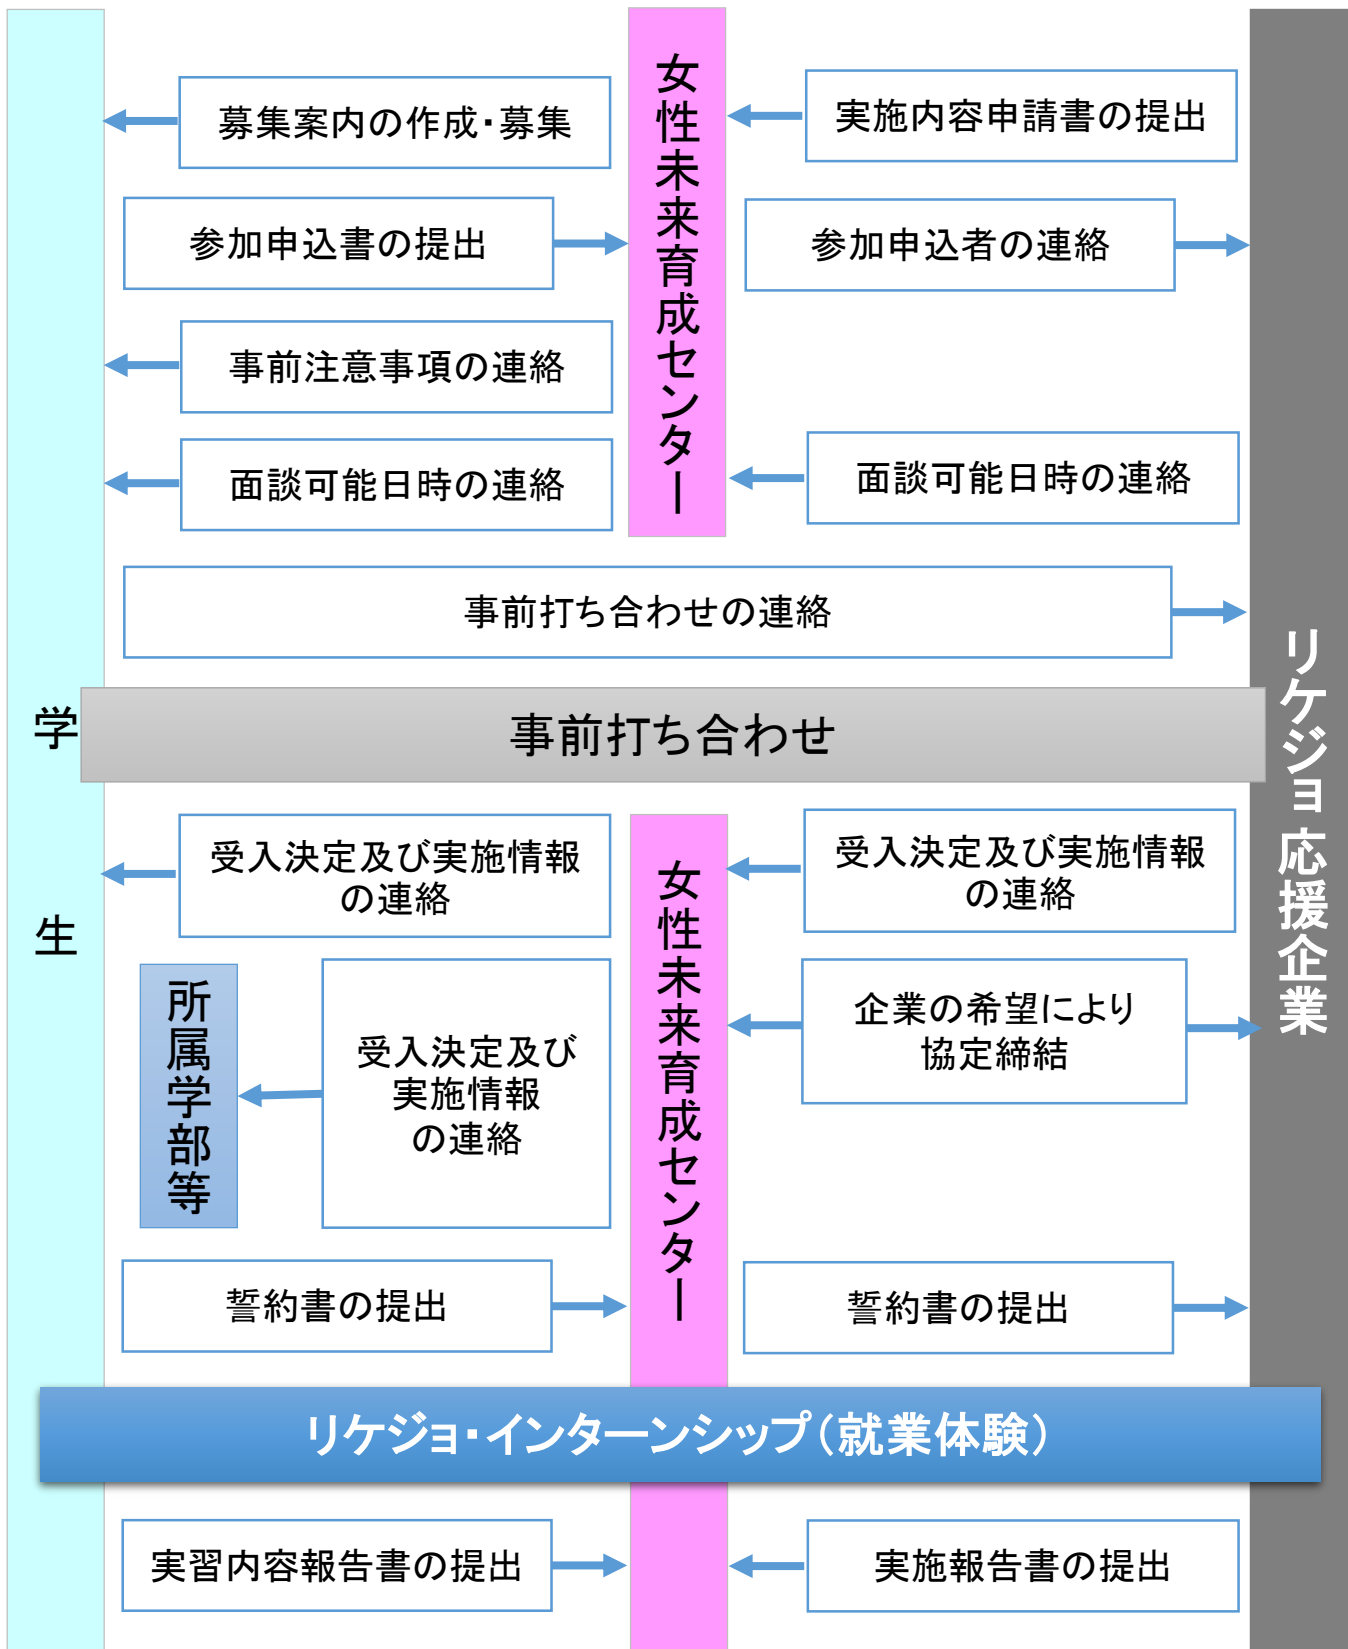 学生
女性未来育成センター
リケジョ応援企業
募集案内の作成・募集
実施内容申請書の提出
参加申込書の提出
参加申込者の連絡
事前注意事項の連絡
面談可能日時の連絡
面談可能日時の連絡
事前打ち合わせの連絡
事前打ち合わせ
女性未来育成センター
受入決定及び実施情報
の連絡
受入決定及び実施情報
の連絡
所属学部等
受入決定及び
実施情報
の連絡
企業の希望により
協定締結
誓約書の提出
誓約書の提出
リケジョ・インターンシップ（就業体験）
実習内容報告書の提出
実施報告書の提出